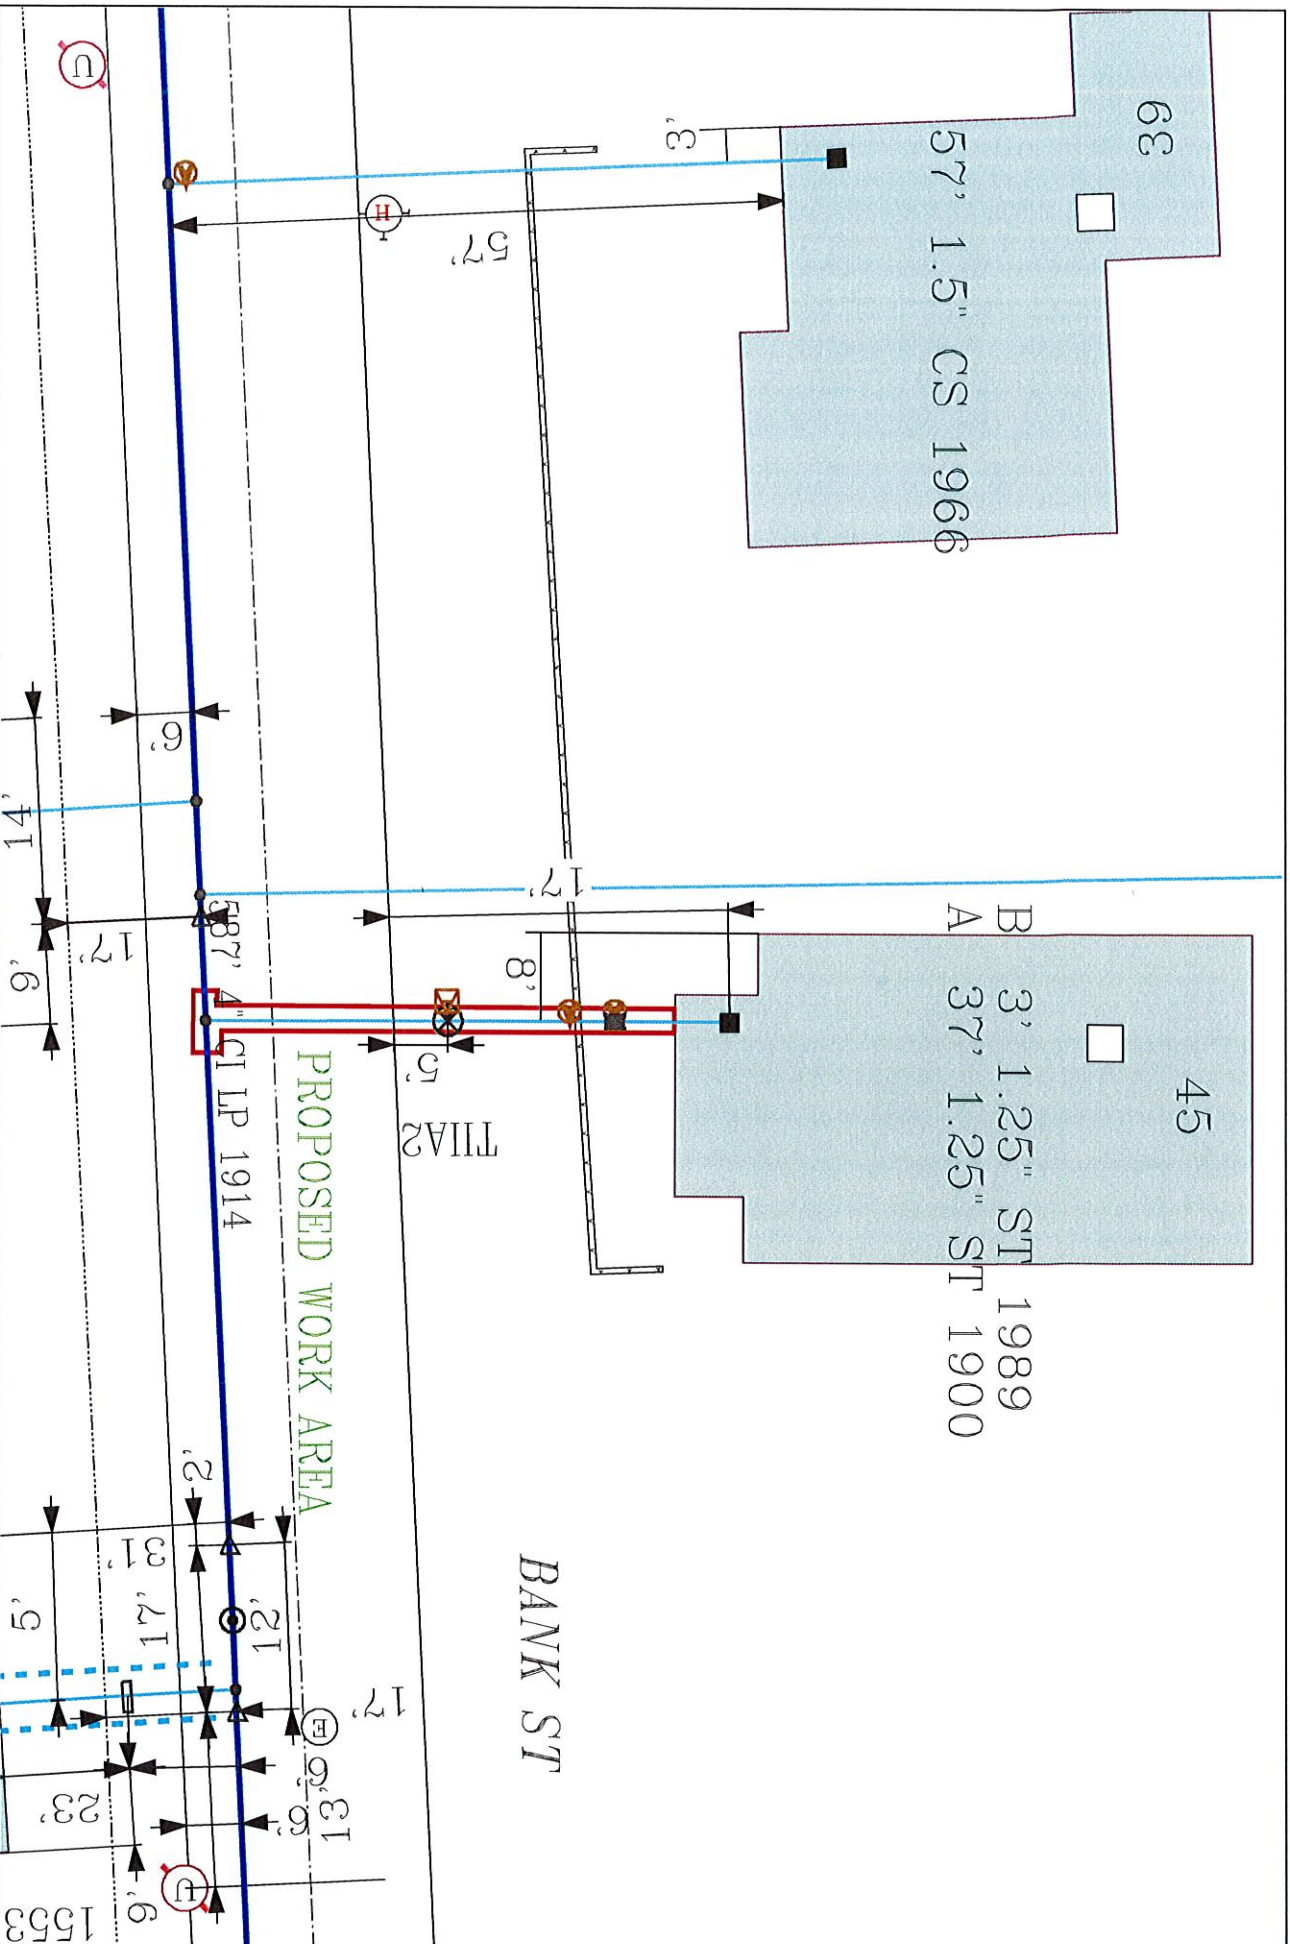 39
57' 1.5" CS 1966
3'
57'
H
U
45
B 3' 1.25" ST 1989
A 37' 1.25" ST 1900
17'
8'
5'
TIIA2
587' 4" CI LP 1914
PROPOSED WORK AREA
BANK ST
6'
14'
17'
9'
2'
31'
17'
12'
5'
17'
E
6'
6'
13'
23'
9'
U
1553